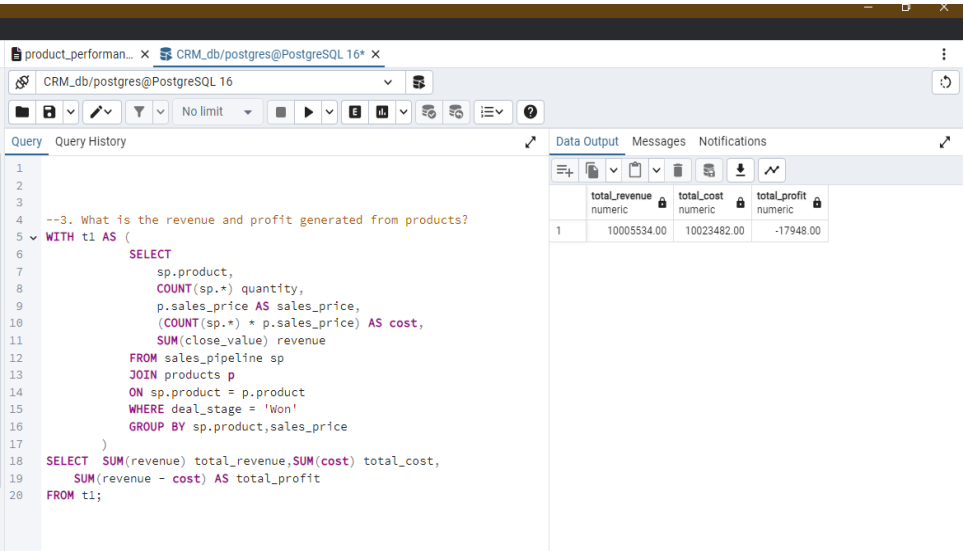 product_performan...
CRM_db/postgres@PostgreSQL 16*
CRM_db/postgres@PostgreSQL 16
No limit
E
Query Query History
1
2
3
4 --3. What is the revenue and profit generated from products?
5 WITH t1 AS (
6 SELECT
7 sp.product,
8 COUNT(sp.*) quantity,
9 p.sales_price AS sales_price,
10 (COUNT(sp.*) * p.sales_price) AS cost,
11 SUM(close_value) revenue
12 FROM sales_pipeline sp
13 JOIN products p
14 ON sp.product = p.product
15 WHERE deal_stage = 'Won'
16 GROUP BY sp.product,sales_price
17 )
18 SELECT SUM(revenue) total_revenue,SUM(cost) total_cost,
19 SUM(revenue - cost) AS total_profit
20 FROM t1;
Data Output Messages Notifications
total_revenue total_cost total_profit
numeric numeric numeric
1 10005534.00 10023482.00 -17948.00